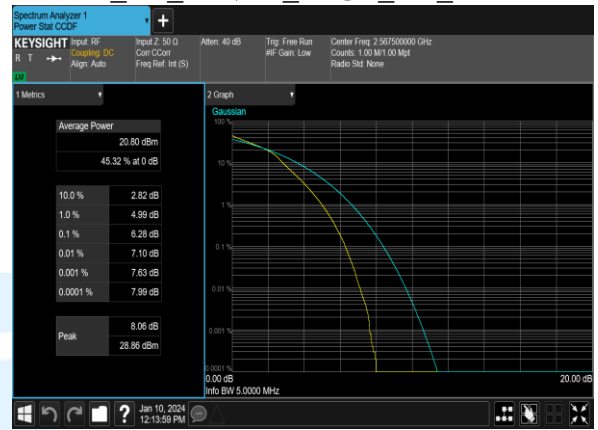 Spectrum Analyzer 1
Power Stat CCDF
+
KEYSIGHT
R T
LV
Input: RF
Coupling: DC
Align: Auto
Input Z: 50 Ω
Corr CCorr
Freq Ref: Int (S)
Atten: 40 dB
Trig: Free Run
#IF Gain: Low
Center Freq: 2.567500000 GHz
Counts: 1.00 M/1.00 Mpt
Radio Std: None
1 Metrics
Average Power
20.80 dBm
45.32 % at 0 dB
10.0 % 2.82 dB
1.0 % 4.99 dB
0.1 % 6.28 dB
0.01 % 7.10 dB
0.001 % 7.63 dB
0.0001 % 7.99 dB
Peak
8.06 dB
28.86 dBm
2 Graph
Gaussian
100 %
10 %
1 %
0.1 %
0.01 %
0.001 %
0.0001 %
0.00 dB
20.00 dB
Info BW 5.0000 MHz
?
Jan 10, 2024
12:13:59 PM